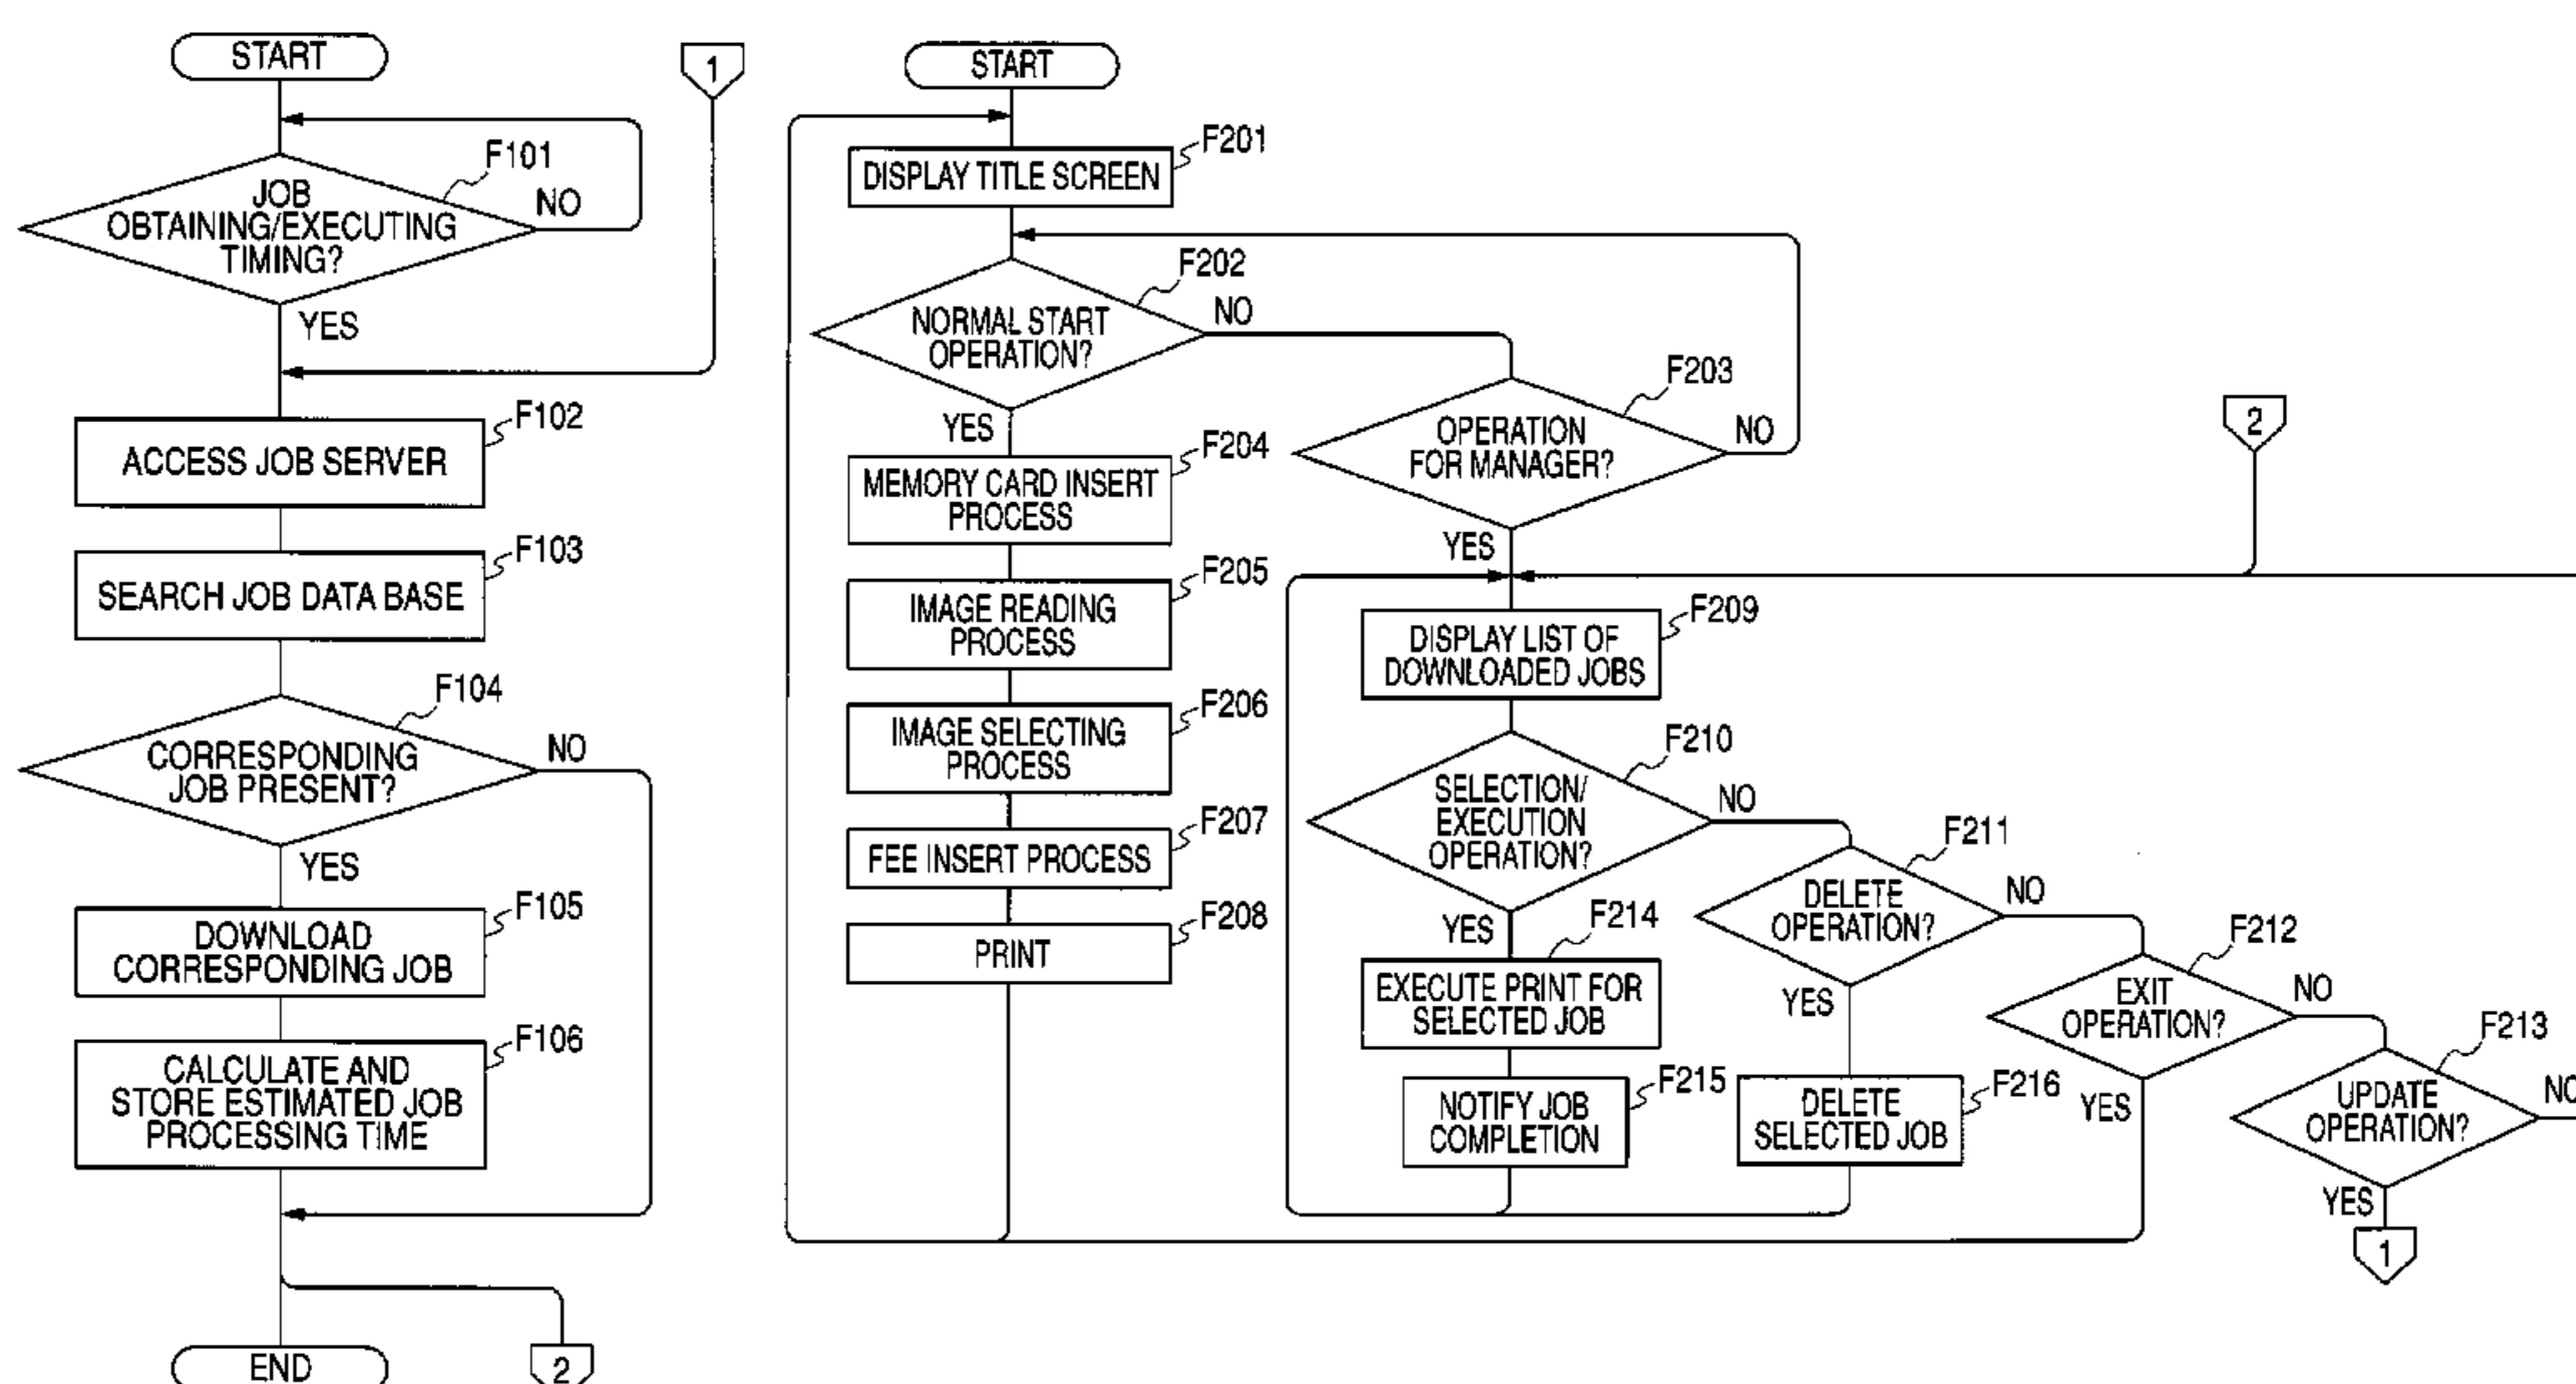 START
1
F101
JOB
OBTAINING/EXECUTING
TIMING?
NO
YES
F102
ACCESS JOB SERVER
F103
SEARCH JOB DATA BASE
F104
CORRESPONDING
JOB PRESENT?
NO
YES
F105
DOWNLOAD
CORRESPONDING JOB
F106
CALCULATE AND
STORE ESTIMATED JOB
PROCESSING TIME
END
2
START
F201
DISPLAY TITLE SCREEN
F202
NORMAL START
OPERATION?
NO
YES
F203
OPERATION
FOR MANAGER?
NO
YES
F204
MEMORY CARD INSERT
PROCESS
F205
IMAGE READING
PROCESS
F206
IMAGE SELECTING
PROCESS
F207
FEE INSERT PROCESS
F208
PRINT
2
F209
DISPLAY LIST OF
DOWNLOADED JOBS
F210
SELECTION/
EXECUTION
OPERATION?
NO
YES
F211
DELETE
OPERATION?
NO
YES
F212
EXIT
OPERATION?
NO
YES
F213
UPDATE
OPERATION?
NO
YES
1
F214
EXECUTE PRINT FOR
SELECTED JOB
F215
NOTIFY JOB
COMPLETION
F216
DELETE
SELECTED JOB